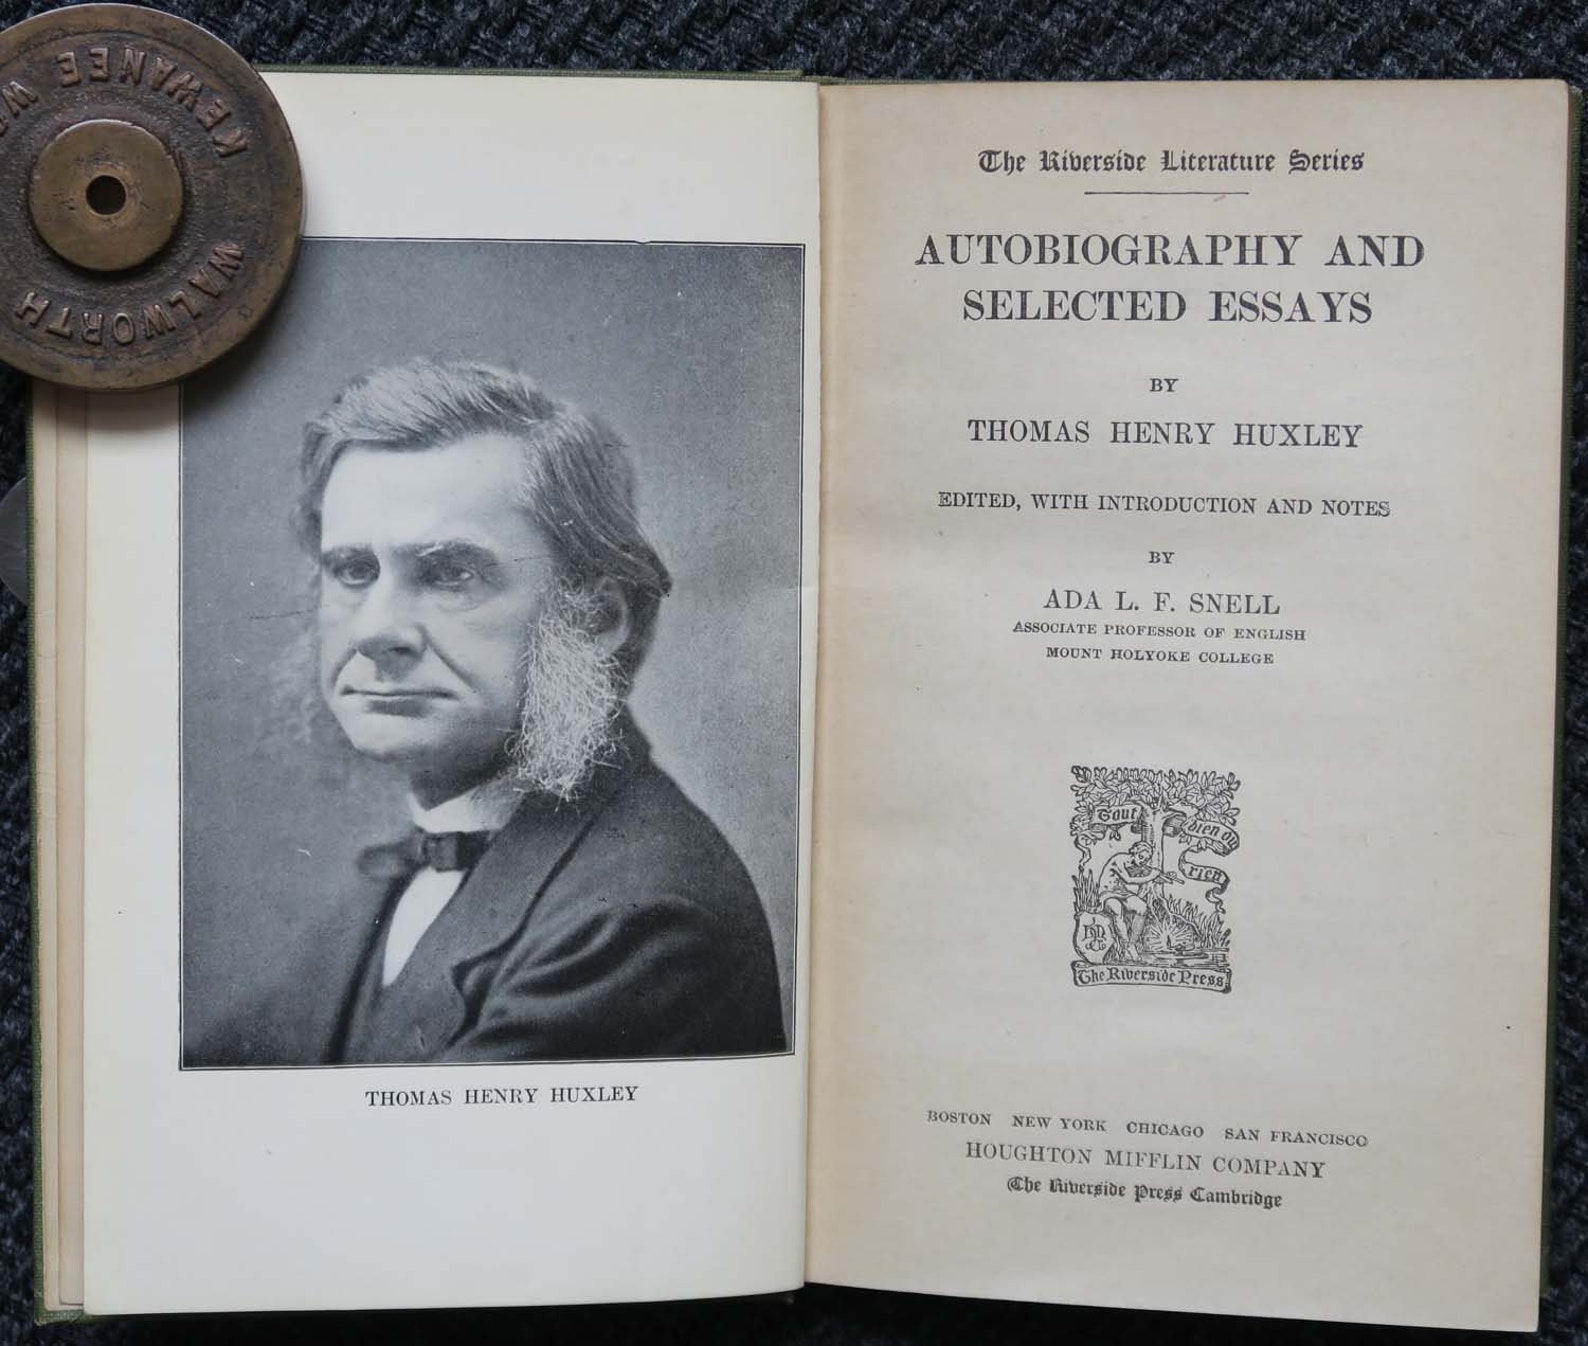 KEWANEE
WALWORTH
THOMAS HENRY HUXLEY
The Riverside Literature Series
AUTOBIOGRAPHY AND
SELECTED ESSAYS
BY
THOMAS HENRY HUXLEY
EDITED, WITH INTRODUCTION AND NOTES
BY
ADA L. F. SNELL
ASSOCIATE PROFESSOR OF ENGLISH
MOUNT HOLYOKE COLLEGE
Tout
bien ou
rien
The Riverside Press
BOSTON NEW YORK CHICAGO SAN FRANCISCO
HOUGHTON MIFFLIN COMPANY
The Riverside Press Cambridge